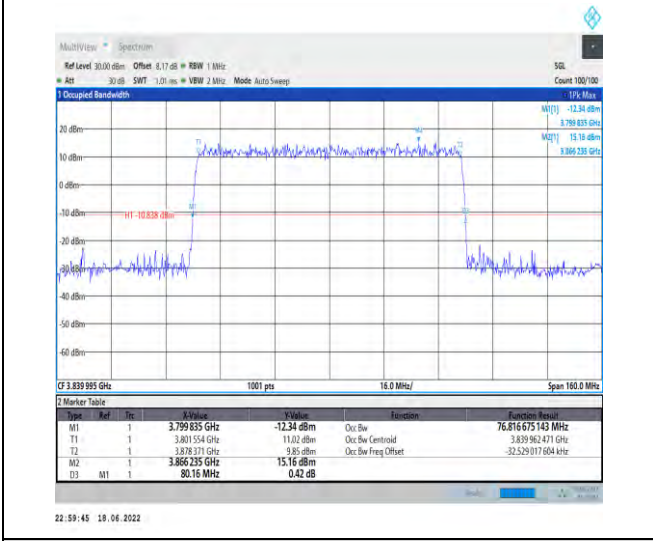 MultiView Spectrum
Ref Level 30.00 dBm Offset 8.17 dB RBW 1 MHz SGL
Att 30 dB SWT 1.01 ms VBW 2 MHz Mode Auto Sweep Count 100/100
1 Occupied Bandwidth 1Pk Max
M1[1] -12.34 dBm
3.799 835 GHz
M2[1] 15.16 dBm
3.866 235 GHz
20 dBm
10 dBm
0 dBm
-10 dBm
H1 -10.838 dBm
-20 dBm
-30 dBm
-40 dBm
-50 dBm
-60 dBm
M1
T1
M2
T2
D3
CF 3.839 995 GHz 1001 pts 16.0 MHz/ Span 160.0 MHz
2 Marker Table
Type Ref Trc X-Value Y-Value Function Function Result
M1 1 3.799 835 GHz -12.34 dBm Occ Bw 76.816 675 143 MHz
T1 1 3.801 554 GHz 11.02 dBm Occ Bw Centroid 3.839 962 471 GHz
T2 1 3.878 371 GHz 9.85 dBm Occ Bw Freq Offset -32.529 017 604 kHz
M2 1 3.866 235 GHz 15.16 dBm
D3 M1 1 80.16 MHz 0.42 dB
22:59:45 18.06.2022